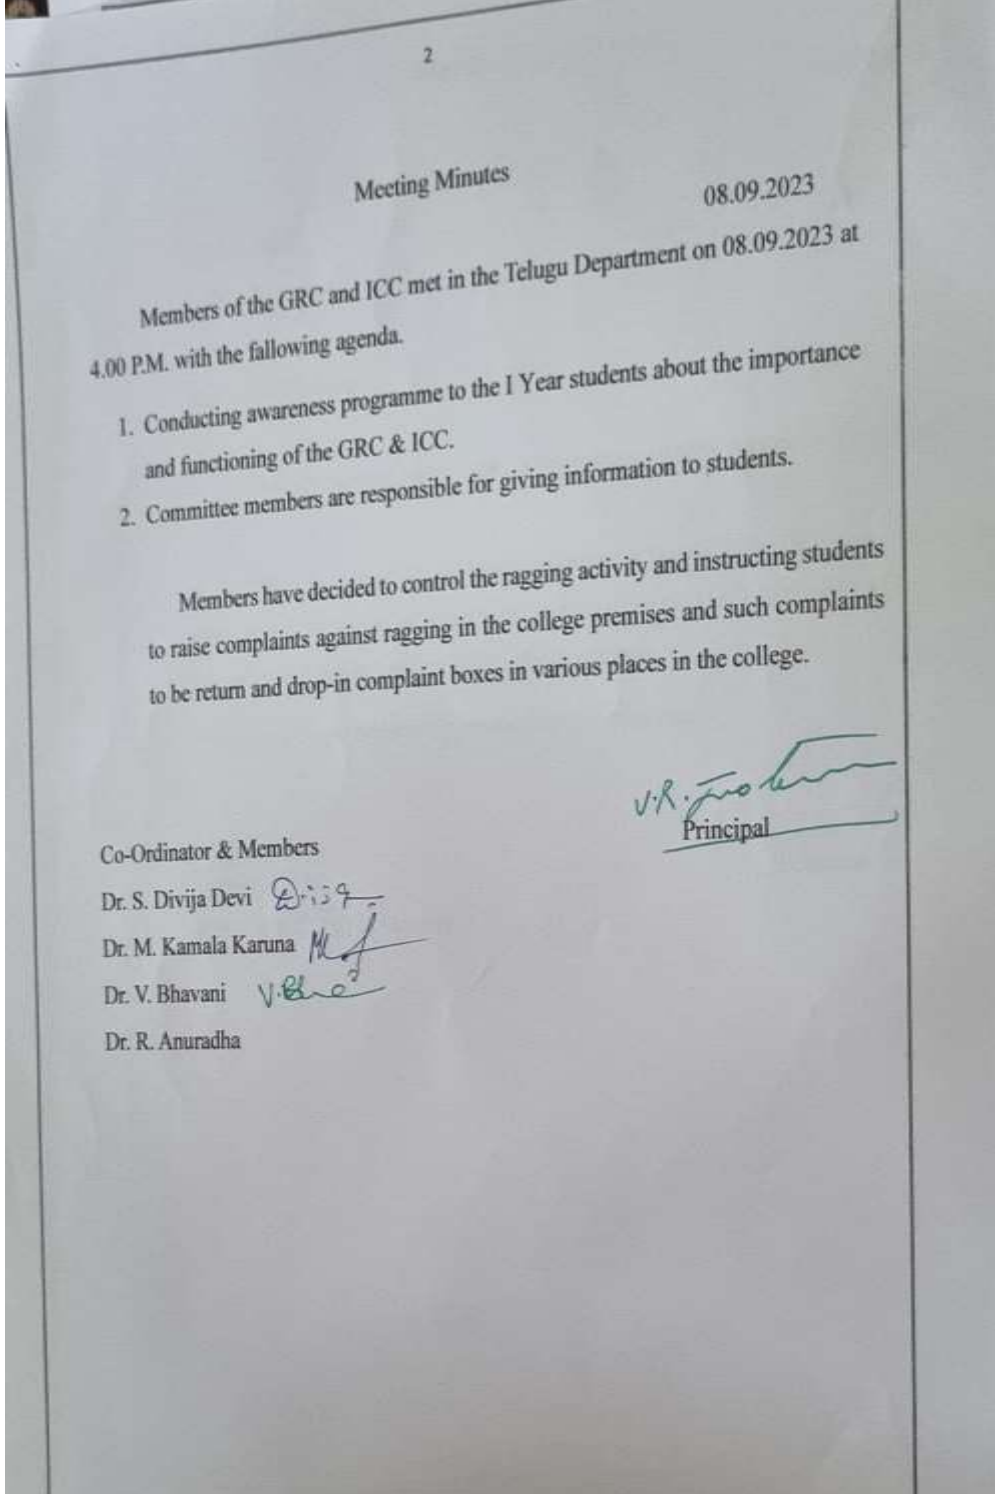 2
Meeting Minutes
08.09.2023
Members of the GRC and ICC met in the Telugu Department on 08.09.2023 at
4.00 P.M. with the fallowing agenda.
1. Conducting awareness programme to the I Year students about the importance
and functioning of the GRC & ICC.
2. Committee members are responsible for giving information to students.
Members have decided to control the ragging activity and instructing students
to raise complaints against ragging in the college premises and such complaints
to be return and drop-in complaint boxes in various places in the college.
V.R.
Principal
Co-Ordinator & Members
Dr. S. Divija Devi
Dr. M. Kamala Karuna
Dr. V. Bhavani
Dr. R. Anuradha